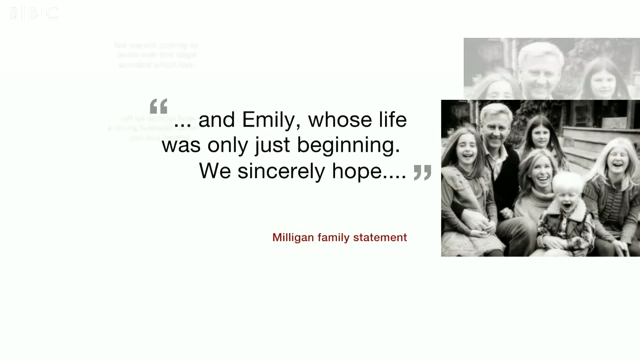 BBC
“... and Emily, whose life
was only just beginning.
We sincerely hope....”
Milligan family statement